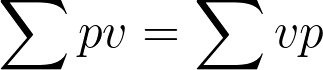 ∑ pv = ∑ vp